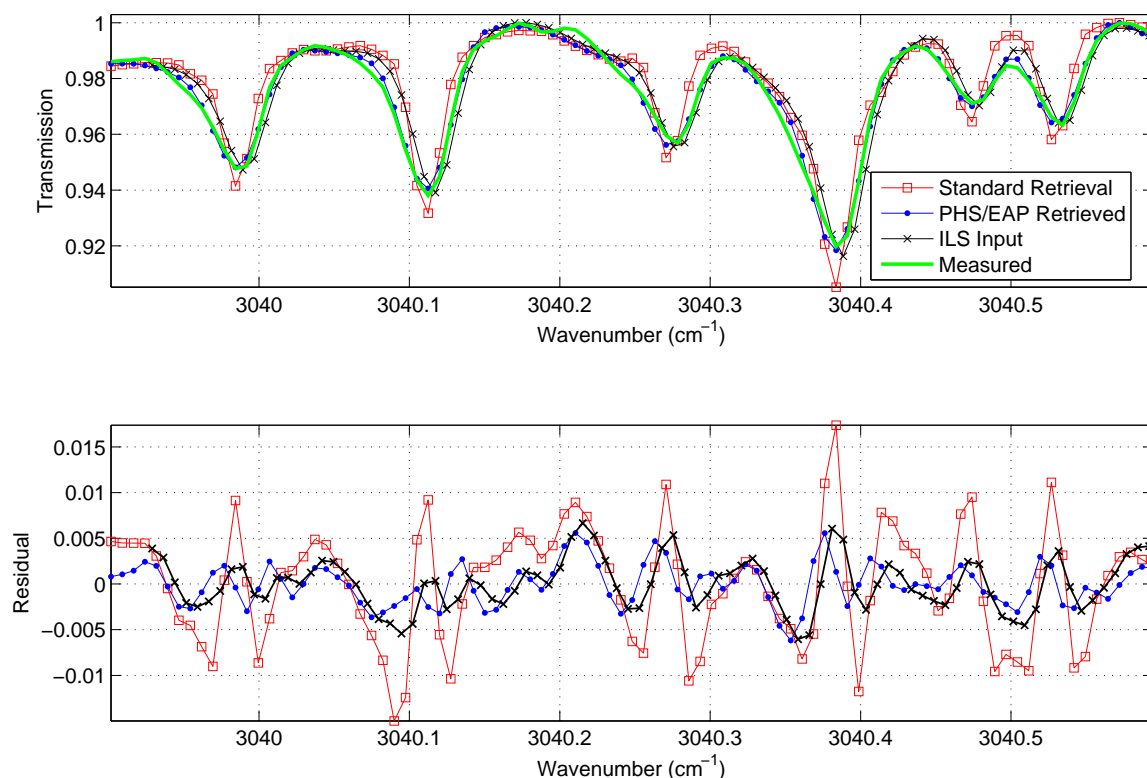 1
0.98
0.96
0.94
0.92
Transmission
3040
3040.1
3040.2
3040.3
3040.4
3040.5
Wavenumber (cm⁻¹)
Standard Retrieval
PHS/EAP Retrieved
ILS Input
Measured
0.015
0.01
0.005
0
−0.005
−0.01
Residual
3040
3040.1
3040.2
3040.3
3040.4
3040.5
Wavenumber (cm⁻¹)